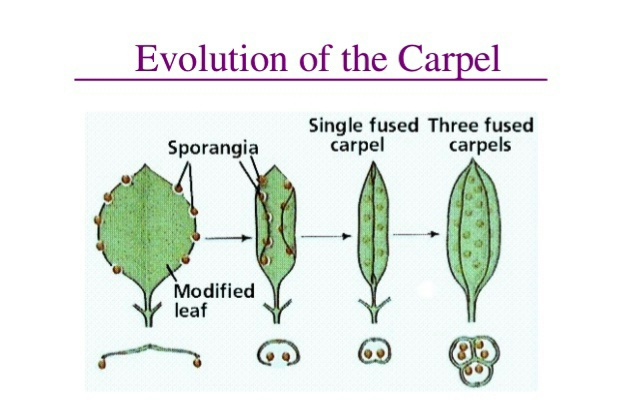 Evolution of the Carpel
Single fused carpel
Three fused carpels
Sporangia
Modified leaf